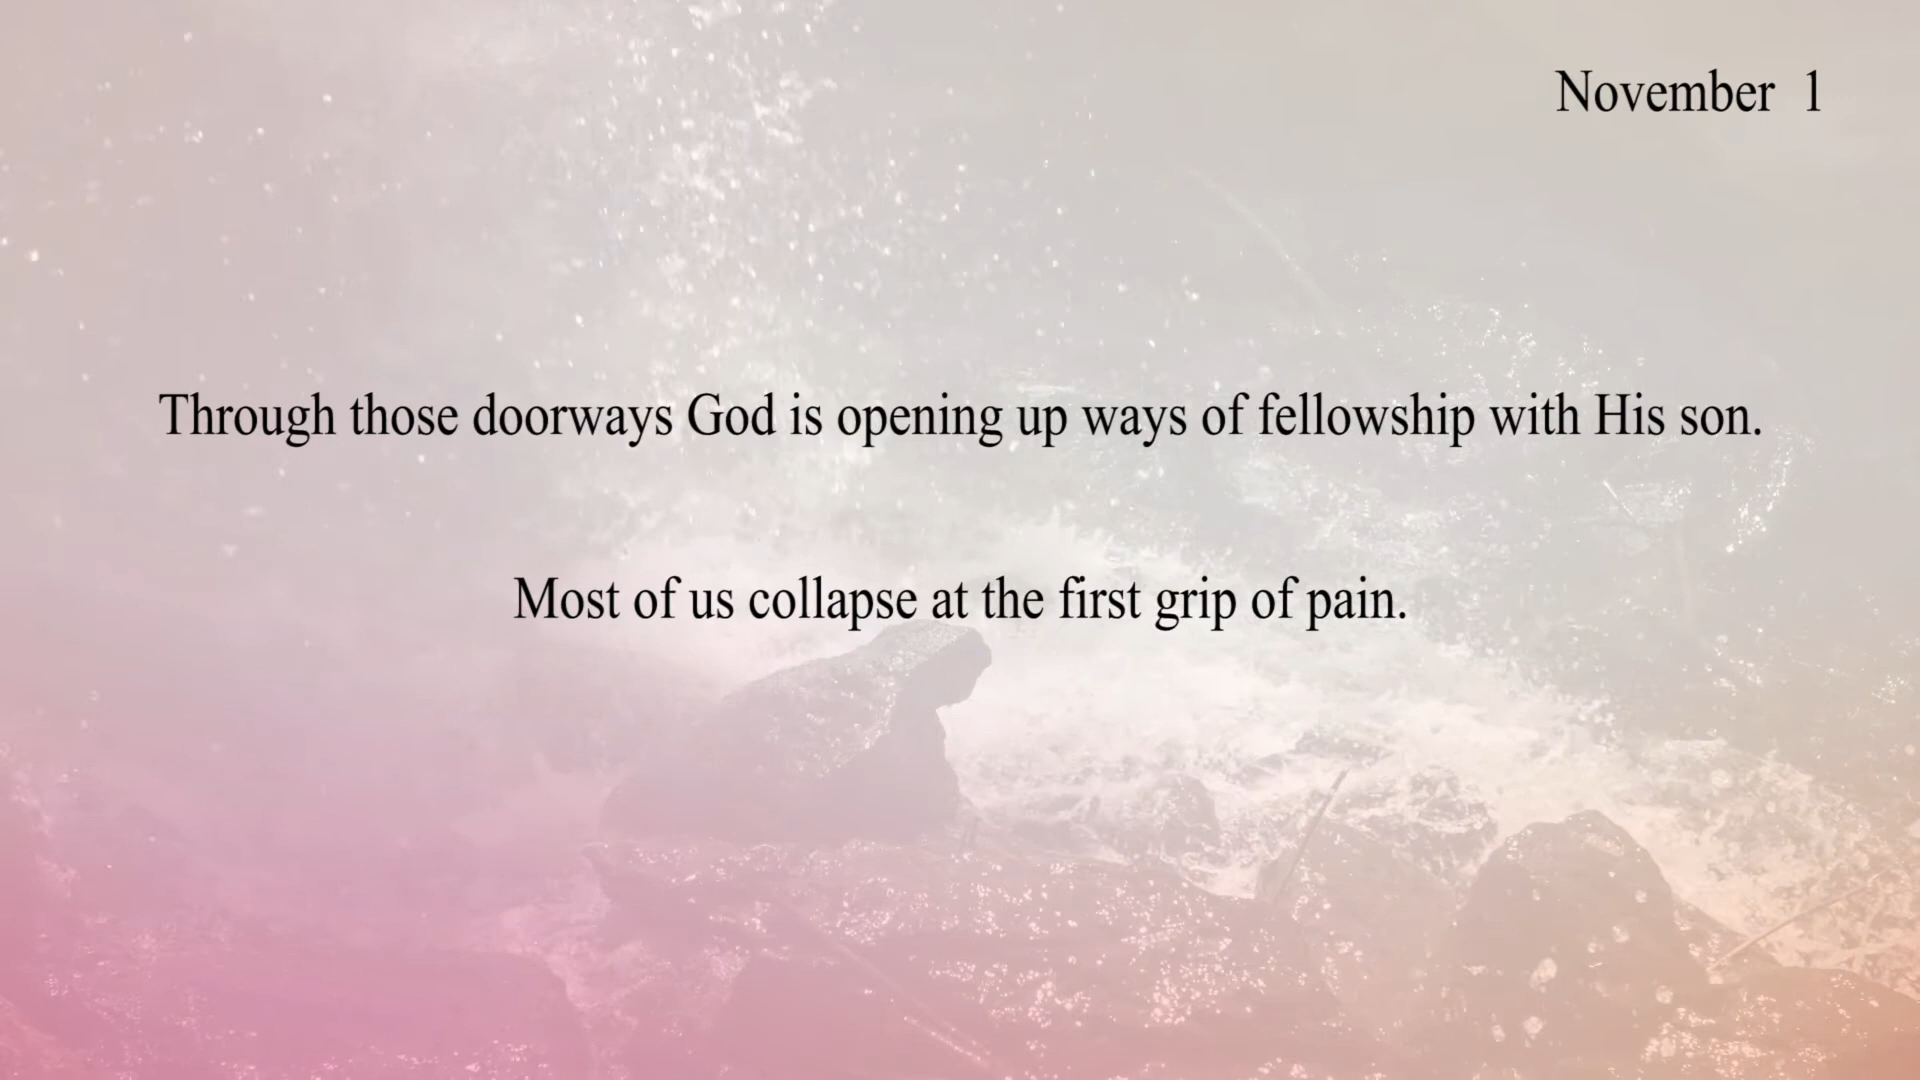 November 1
Through those doorways God is opening up ways of fellowship with His son.
Most of us collapse at the first grip of pain.